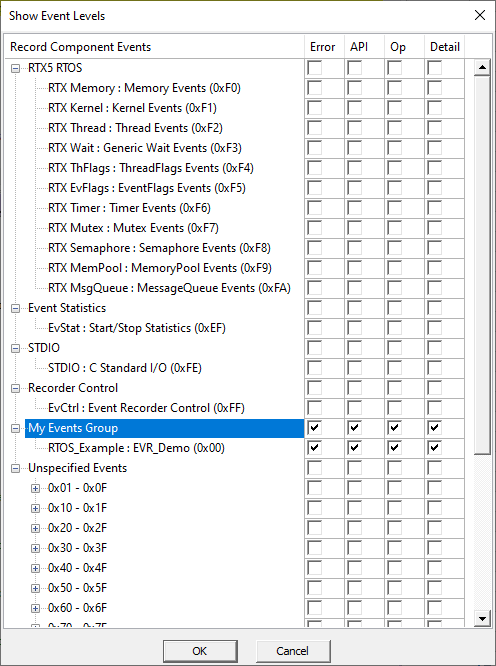 Show Event Levels
Record Component Events Error API Op Detail
RTX5 RTOS
RTX Memory : Memory Events (0xF0)
RTX Kernel : Kernel Events (0xF1)
RTX Thread : Thread Events (0xF2)
RTX Wait : Generic Wait Events (0xF3)
RTX ThFlags : ThreadFlags Events (0xF4)
RTX EvFlags : EventFlags Events (0xF5)
RTX Timer : Timer Events (0xF6)
RTX Mutex : Mutex Events (0xF7)
RTX Semaphore : Semaphore Events (0xF8)
RTX MemPool : MemoryPool Events (0xF9)
RTX MsgQueue : MessageQueue Events (0xFA)
Event Statistics
EvStat : Start/Stop Statistics (0xEF)
STDIO
STDIO : C Standard I/O (0xFE)
Recorder Control
EvCtrl : Event Recorder Control (0xFF)
My Events Group
RTOS_Example : EVR_Demo (0x00)
Unspecified Events
0x01 - 0x0F
0x10 - 0x1F
0x20 - 0x2F
0x30 - 0x3F
0x40 - 0x4F
0x50 - 0x5F
0x60 - 0x6F
0x70 - 0x7F
OK Cancel